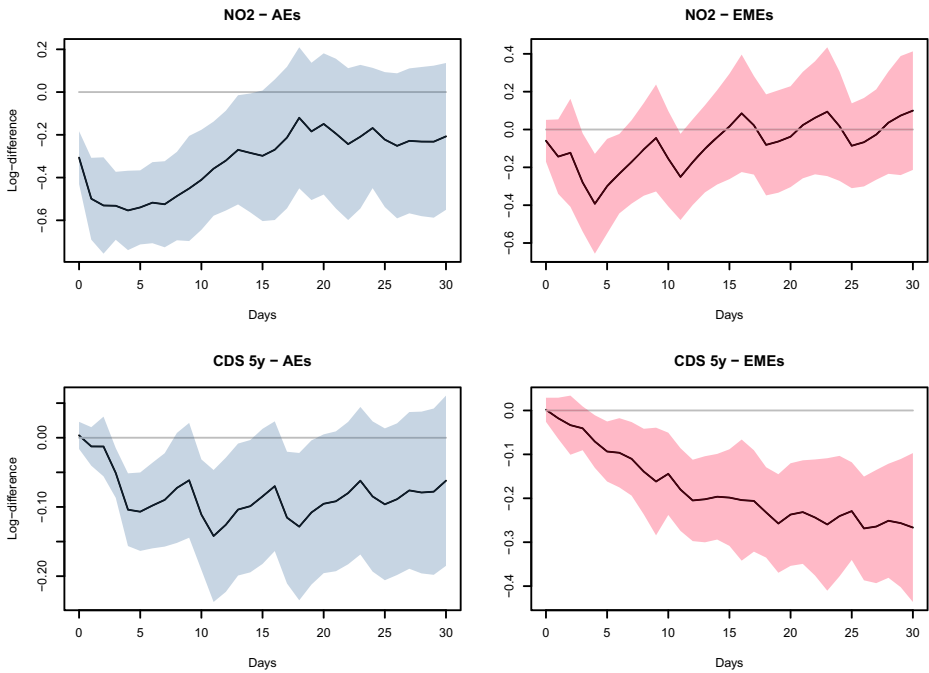 NO2 − AEs
Log−difference
0.2
0.0
−0.2
−0.4
−0.6
0 5 10 15 20 25 30
Days
NO2 − EMEs
0.4
0.2
0.0
−0.2
−0.4
−0.6
0 5 10 15 20 25 30
Days
CDS 5y − AEs
Log−difference
0.00
−0.10
−0.20
0 5 10 15 20 25 30
Days
CDS 5y − EMEs
0.0
−0.1
−0.2
−0.3
−0.4
0 5 10 15 20 25 30
Days